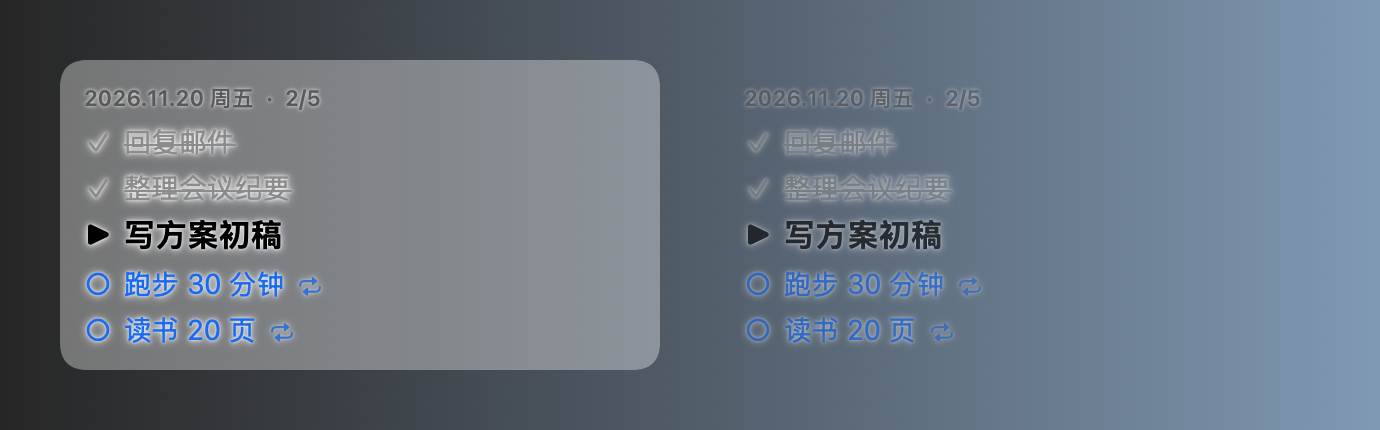 2026.11.20 周五 · 2/5
✓ 回复邮件
✓ 整理会议纪要
▶ 写方案初稿
○ 跑步 30 分钟 🔁
○ 读书 20 页 🔁
2026.11.20 周五 · 2/5
✓ 回复邮件
✓ 整理会议纪要
▶ 写方案初稿
○ 跑步 30 分钟 🔁
○ 读书 20 页 🔁